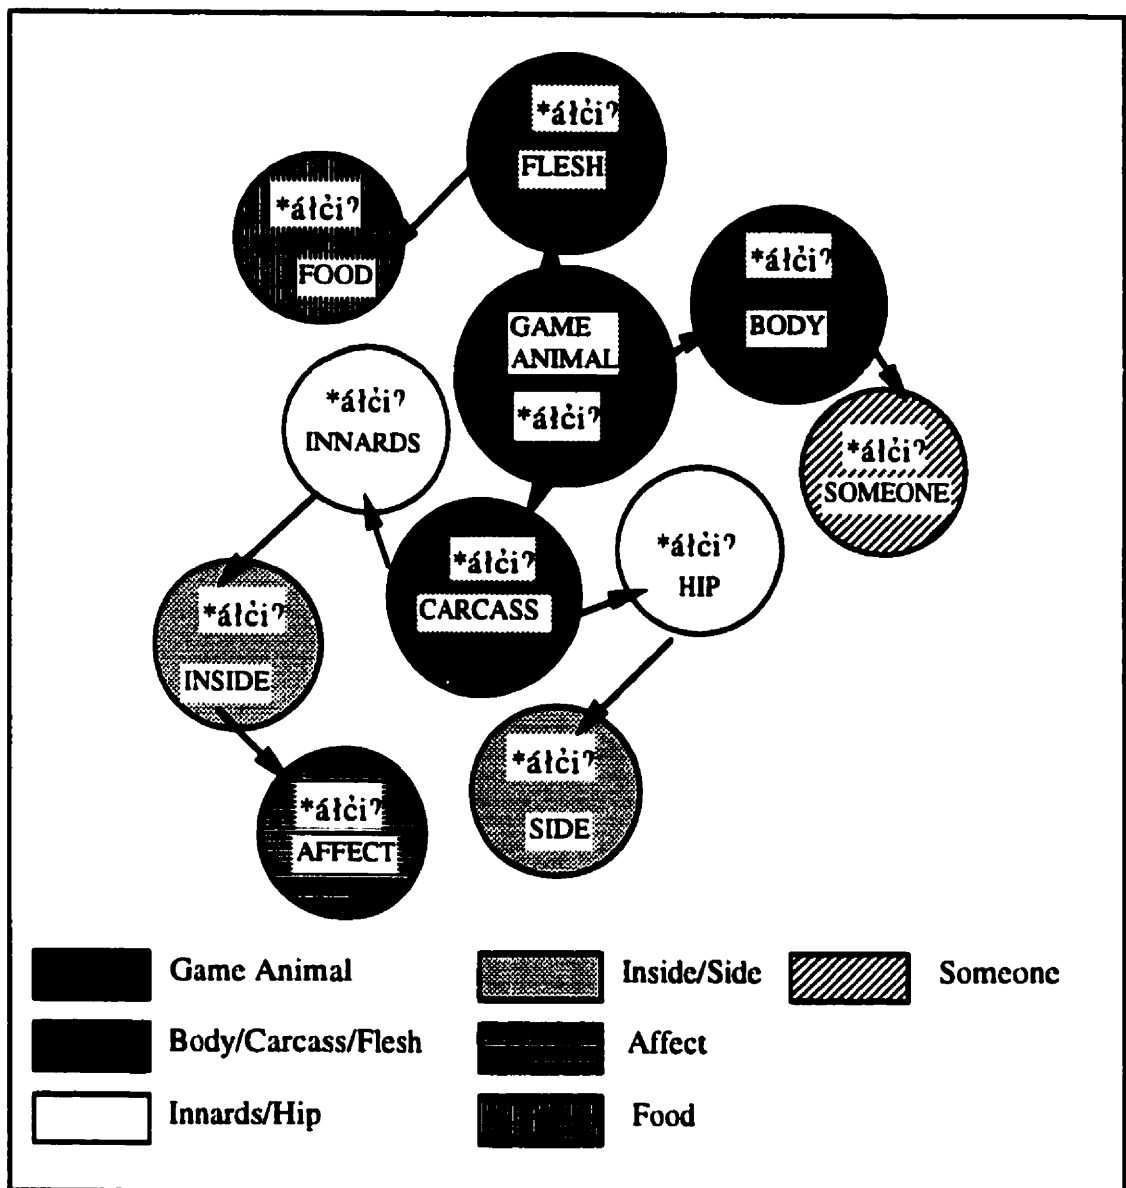 *áłċi?
FLESH
*áłċi?
FOOD
*áłċi?
BODY
GAME
ANIMAL
*áłċi?
*áłċi?
INNARDS
*áłċi?
SOMEONE
*áłċi?
HIP
*áłċi?
CARCASS
*áłċi?
INSIDE
*áłċi?
SIDE
*áłċi?
AFFECT
Game Animal
Inside/Side
Someone
Body/Carcass/Flesh
Affect
Innards/Hip
Food